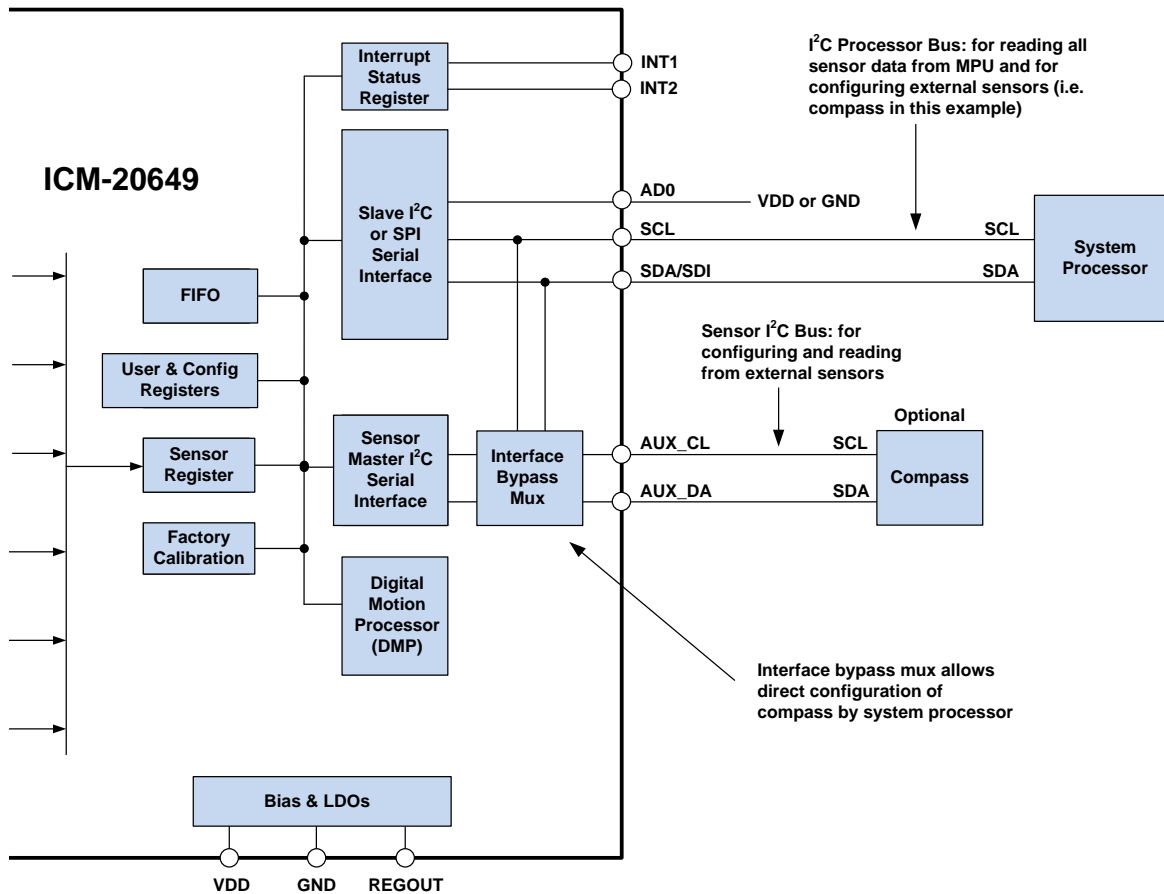 Interrupt
Status
Register
INT1
INT2
I²C Processor Bus: for reading all
sensor data from MPU and for
configuring external sensors (i.e.
compass in this example)
ICM-20649
Slave I²C
or SPI
Serial
Interface
AD0
VDD or GND
SCL
SCL
SDA/SDI
SDA
System
Processor
FIFO
User & Config
Registers
Sensor I²C Bus: for
configuring and reading
from external sensors
Sensor
Register
Sensor
Master I²C
Serial
Interface
Interface
Bypass
Mux
AUX_CL
SCL
AUX_DA
SDA
Optional
Compass
Factory
Calibration
Digital
Motion
Processor
(DMP)
Interface bypass mux allows
direct configuration of
compass by system processor
Bias & LDOs
VDD
GND
REGOUT